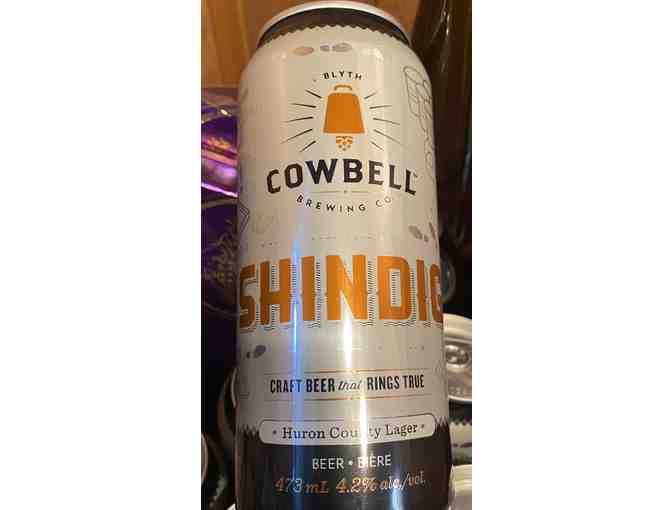 BLYTH
COWBELL™
BREWING CO.
SHINDIG
CRAFT BEER that RINGS TRUE
Huron County Lager
BEER • BIÈRE
473 mL 4.2% alc./vol.